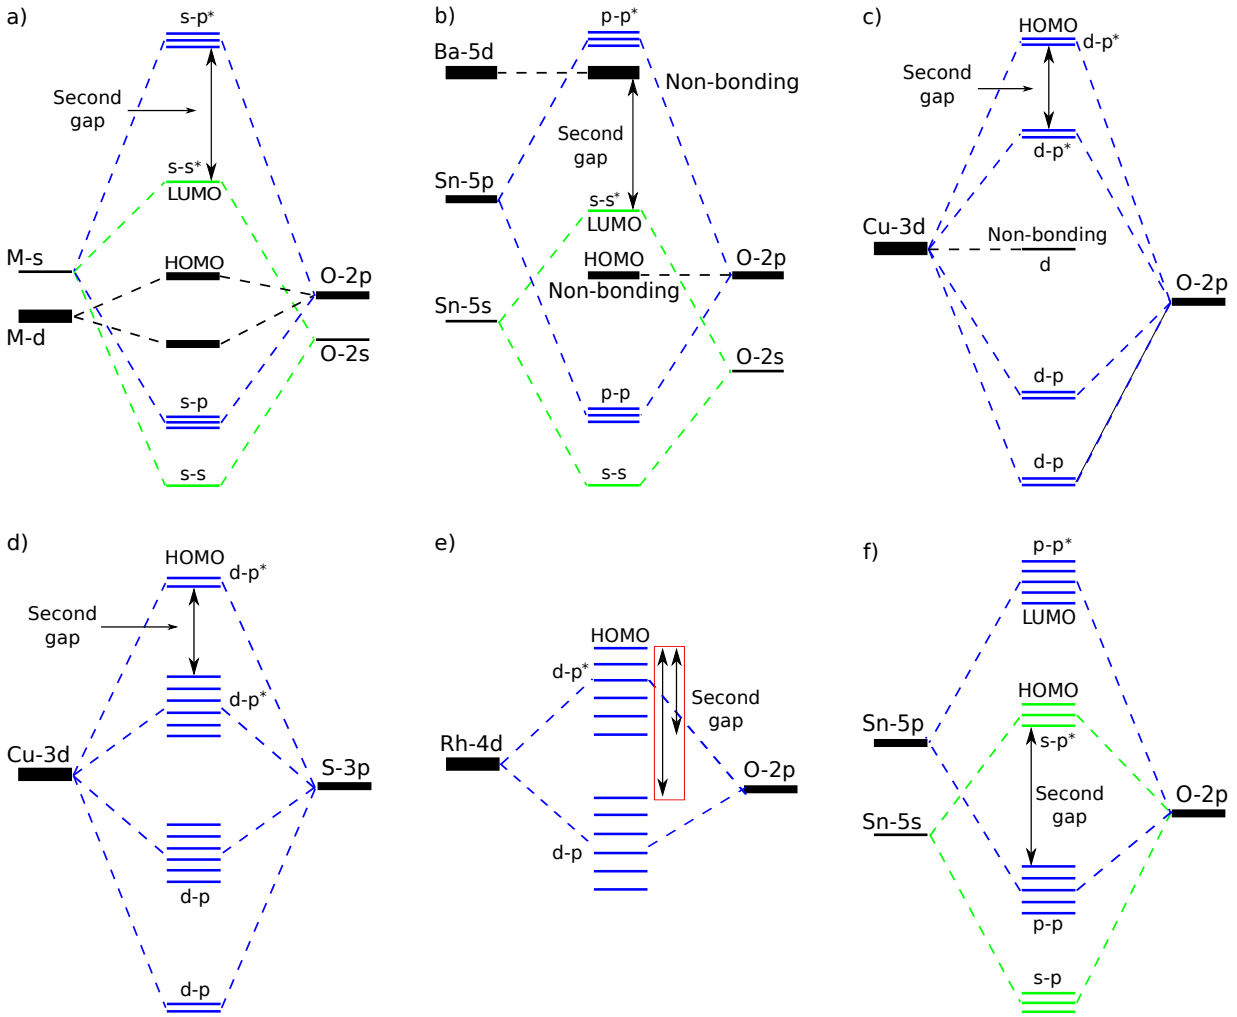 a)
s-p*
Second
gap
s-s*
LUMO
M-s
HOMO
O-2p
M-d
O-2s
s-p
s-s
b)
p-p*
Ba-5d
Non-bonding
Second
gap
Sn-5p
s-s*
LUMO
HOMO
O-2p
Non-bonding
Sn-5s
O-2s
p-p
s-s
c)
HOMO
d-p*
Second
gap
d-p*
Cu-3d
Non-bonding
d
O-2p
d-p
d-p
d)
HOMO
d-p*
Second
gap
d-p*
Cu-3d
S-3p
d-p
d-p
e)
HOMO
d-p*
Second
gap
Rh-4d
O-2p
d-p
f)
p-p*
LUMO
HOMO
Sn-5p
s-p*
Second
gap
O-2p
Sn-5s
p-p
s-p